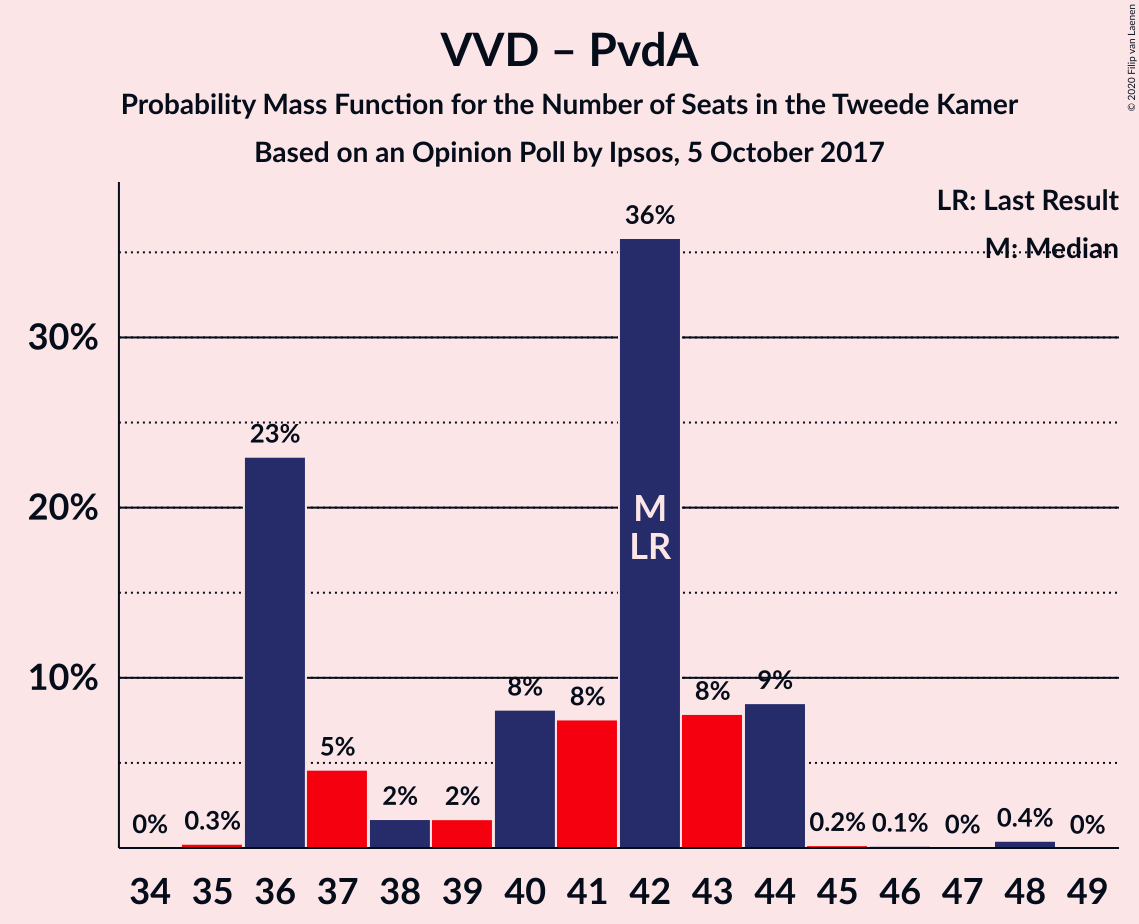 VVD – PvdA
Probability Mass Function for the Number of Seats in the Tweede Kamer
Based on an Opinion Poll by Ipsos, 5 October 2017
© 2020 Filip van Laenen
LR: Last Result
M: Median
30%
20%
10%
0%
0.3%
23%
5%
2%
2%
8%
8%
36%
8%
9%
0.2%
0.1%
0%
0.4%
0%
M
LR
34 35 36 37 38 39 40 41 42 43 44 45 46 47 48 49